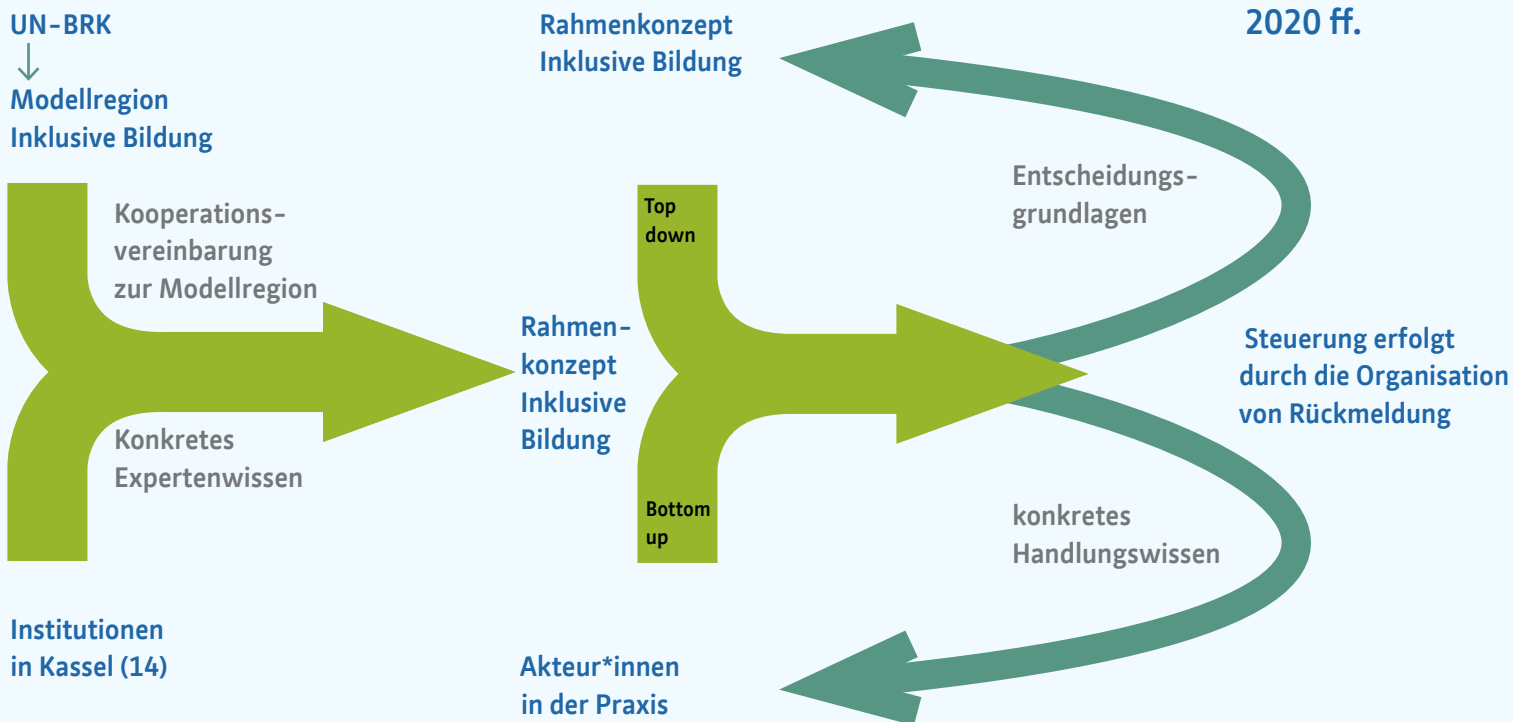 UN-BRK
Modellregion
Inklusive Bildung
Kooperations-
vereinbarung
zur Modellregion
Konkretes
Expertenwissen
Institutionen
in Kassel (14)
Rahmenkonzept
Inklusive Bildung
Top
down
Rahmen-
konzept
Inklusive
Bildung
Bottom
up
Akteur*innen
in der Praxis
2020 ff.
Entscheidungs-
grundlagen
Steuerung erfolgt
durch die Organisation
von Rückmeldung
konkretes
Handlungswissen